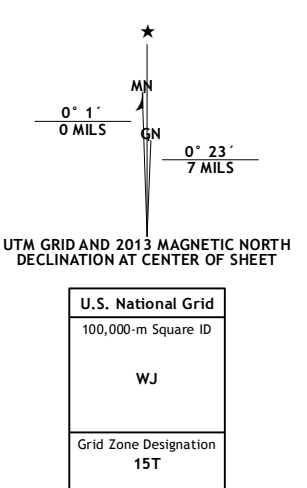 ★
MN
0° 1´
0 MILS
GN
0° 23´
7 MILS
UTM GRID AND 2013 MAGNETIC NORTH
DECLINATION AT CENTER OF SHEET
U.S. National Grid
100,000-m Square ID
WJ
Grid Zone Designation
15T